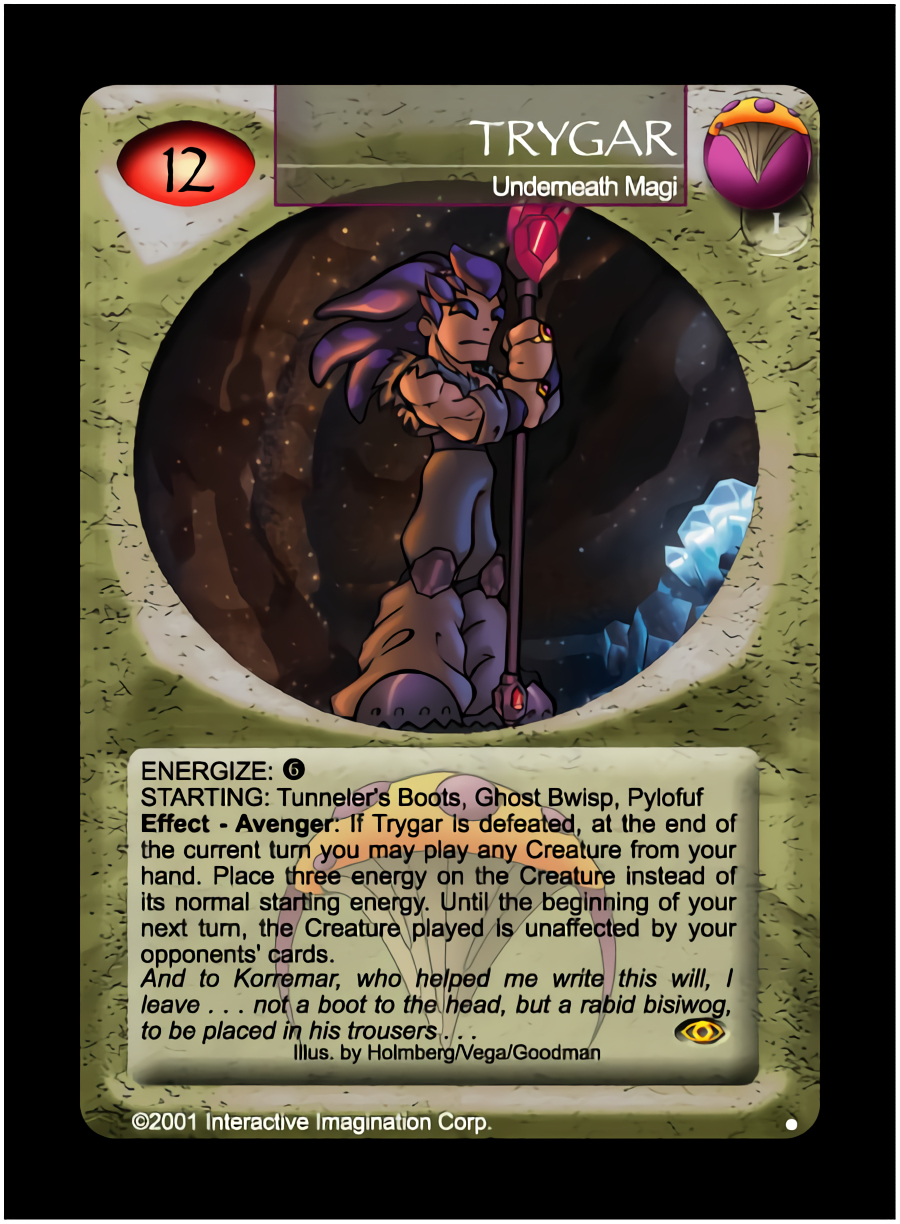 12
TRYGAR
Underneath Magi
I
ENERGIZE: ❻
STARTING: Tunneler's Boots, Ghost Bwisp, Pylofuf
Effect - Avenger: If Trygar is defeated, at the end of
the current turn you may play any Creature from your
hand. Place three energy on the Creature instead of
its normal starting energy. Until the beginning of your
next turn, the Creature played is unaffected by your
opponents' cards.
And to Korremar, who helped me write this will, I
leave . . . not a boot to the head, but a rabid bisiwog,
to be placed in his trousers . . .
Illus. by Holmberg/Vega/Goodman
©2001 Interactive Imagination Corp.